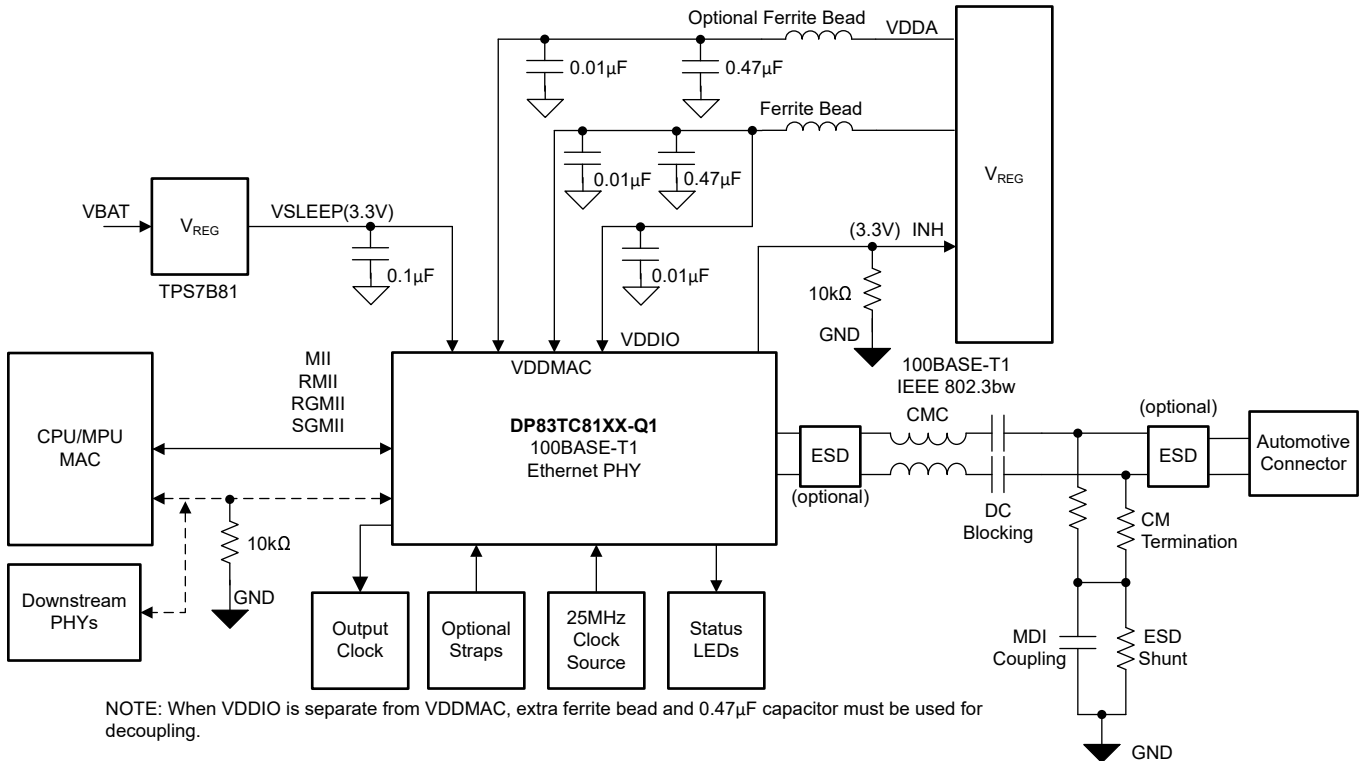 Optional Ferrite Bead
VDDA
0.01µF
0.47µF
Ferrite Bead
0.01µF
0.47µF
VREG
VBAT
VREG
VSLEEP(3.3V)
(3.3V) INH
0.1µF
0.01µF
TPS7B81
10kΩ
GND
VDDIO
VDDMAC
100BASE-T1
IEEE 802.3bw
MII
RMII
RGMII
SGMII
CPU/MPU
MAC
DP83TC81XX-Q1
100BASE-T1
Ethernet PHY
CMC
ESD
(optional)
DC
Blocking
(optional)
ESD
Automotive
Connector
CM
Termination
10kΩ
GND
Downstream
PHYs
Output
Clock
Optional
Straps
25MHz
Clock
Source
Status
LEDs
MDI
Coupling
ESD
Shunt
GND
NOTE: When VDDIO is separate from VDDMAC, extra ferrite bead and 0.47µF capacitor must be used for
decoupling.